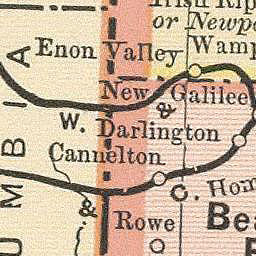 or Newpo
Enon Valley
Wamp
New Galilee
&
W. Darlington
Cannelton
C. Hom
&
Rowe
Bea
A
I
B
M
U